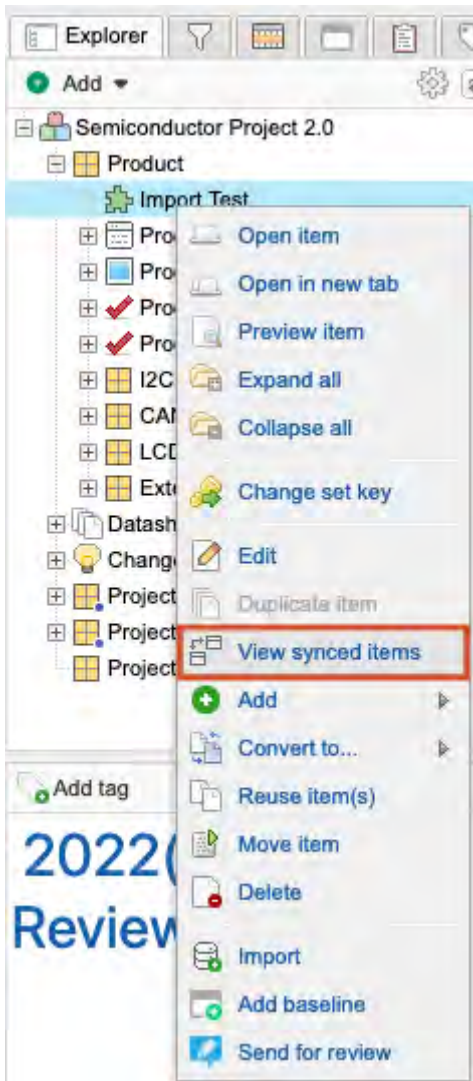 Explorer
Add
Semiconductor Project 2.0
Product
Import Test
Pro
Pro
Pro
Pro
I2C
CAN
LCD
Exte
Datash
Chang
Project
Project
Project
Open item
Open in new tab
Preview item
Expand all
Collapse all
Change set key
Edit
Duplicate item
View synced items
Add
Convert to...
Reuse item(s)
Move item
Delete
Import
Add baseline
Send for review
Add tag
2022(
Review